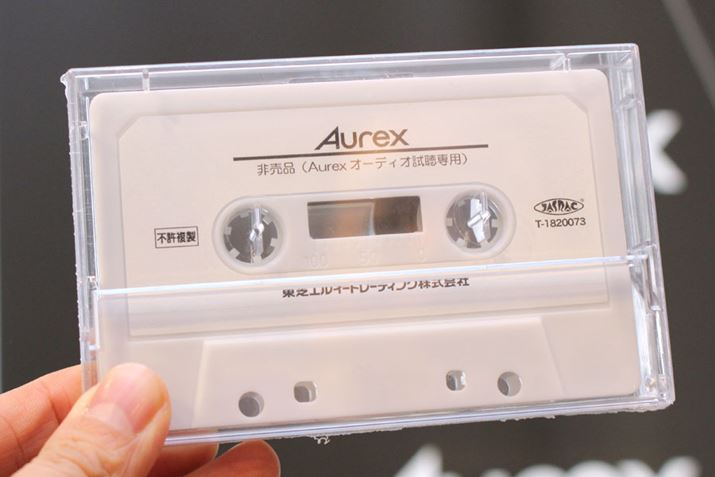 Aurex
非売品（Aurex オーディオ試聴専用）
JASRAC
T-1820073
不許複製
100 50 0
東芝エルイートレーディング株式会社